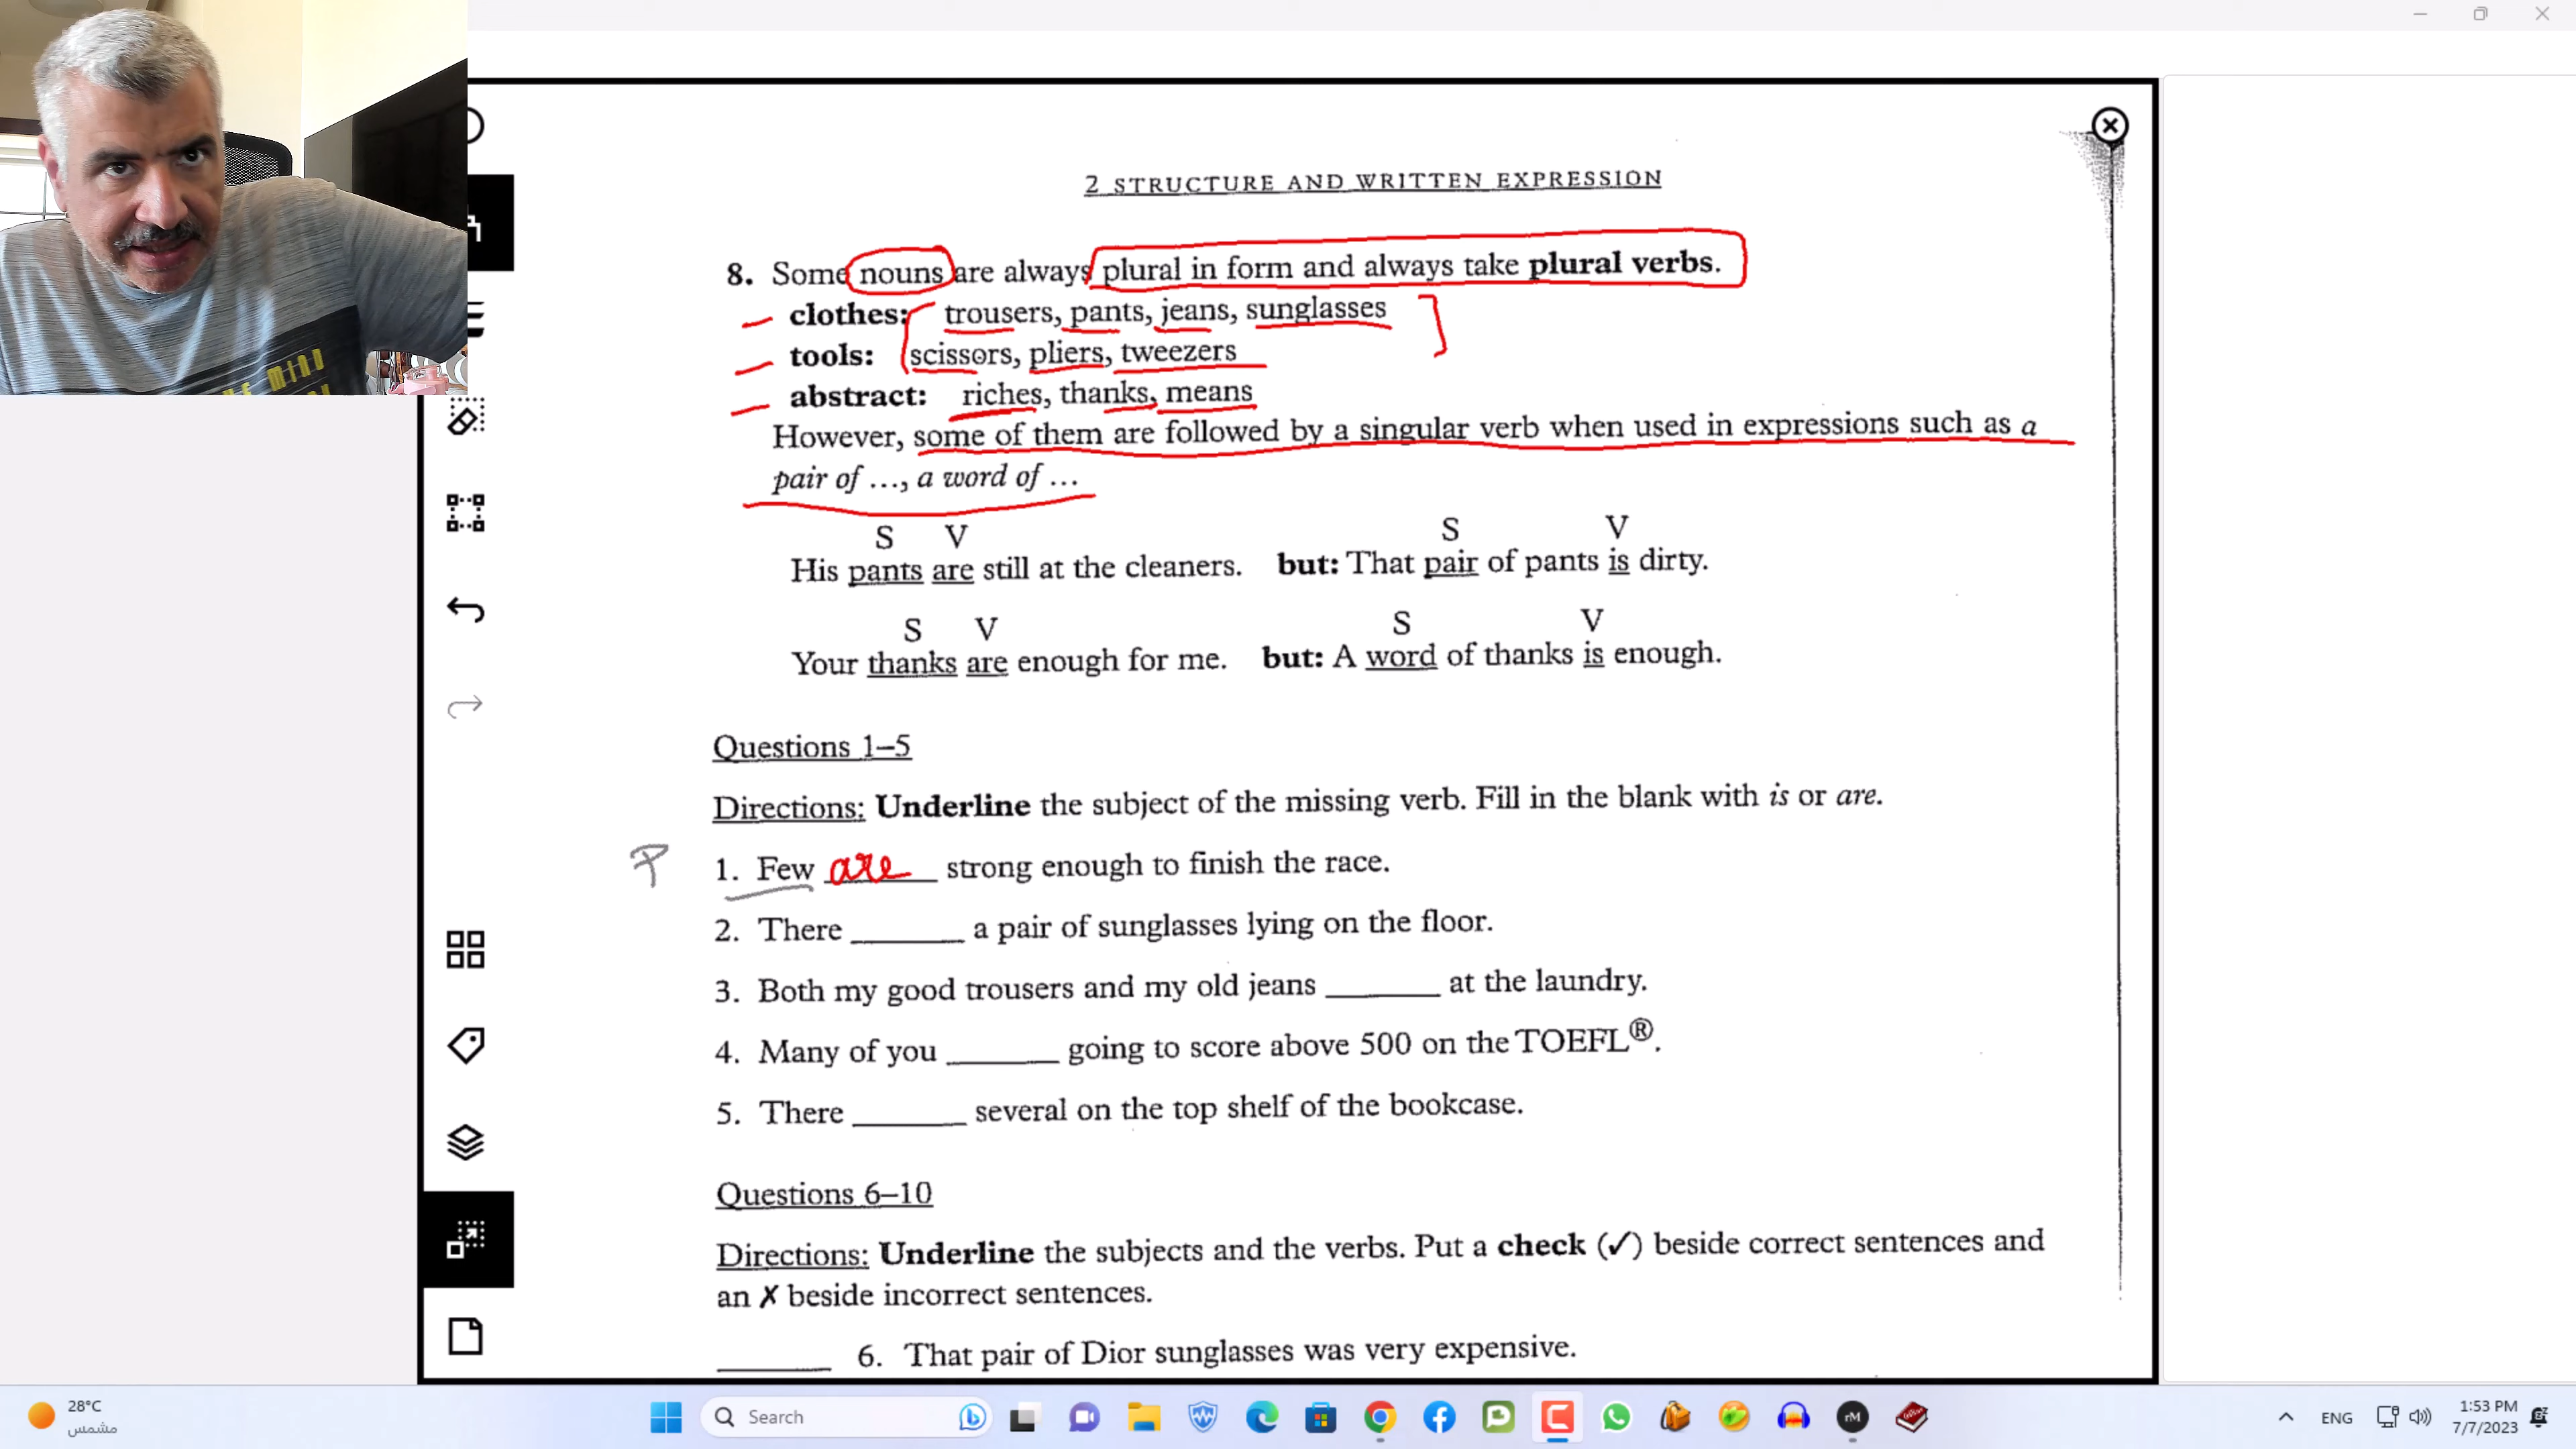 2 STRUCTURE AND WRITTEN EXPRESSION
8. Some nouns are always plural in form and always take plural verbs.
clothes: trousers, pants, jeans, sunglasses
tools: scissors, pliers, tweezers
abstract: riches, thanks, means
However, some of them are followed by a singular verb when used in expressions such as a
pair of ..., a word of ...
S V S V
His pants are still at the cleaners. but: That pair of pants is dirty.
S V S V
Your thanks are enough for me. but: A word of thanks is enough.
Questions 1–5
Directions: Underline the subject of the missing verb. Fill in the blank with is or are.
P 1. Few are strong enough to finish the race.
2. There ______ a pair of sunglasses lying on the floor.
3. Both my good trousers and my old jeans ______ at the laundry.
4. Many of you ______ going to score above 500 on the TOEFL®.
5. There ______ several on the top shelf of the bookcase.
Questions 6–10
Directions: Underline the subjects and the verbs. Put a check (✓) beside correct sentences and
an ✗ beside incorrect sentences.
______ 6. That pair of Dior sunglasses was very expensive.
28°C
مشمس
Search
rM
ENG
1:53 PM
7/7/2023